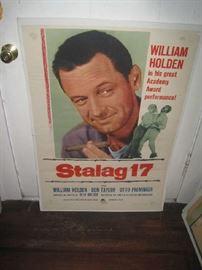 WILLIAM
HOLDEN
in his great
Academy
Award
performance!
Stalag 17
WILLIAM HOLDEN DON TAYLOR OTTO PREMINGER